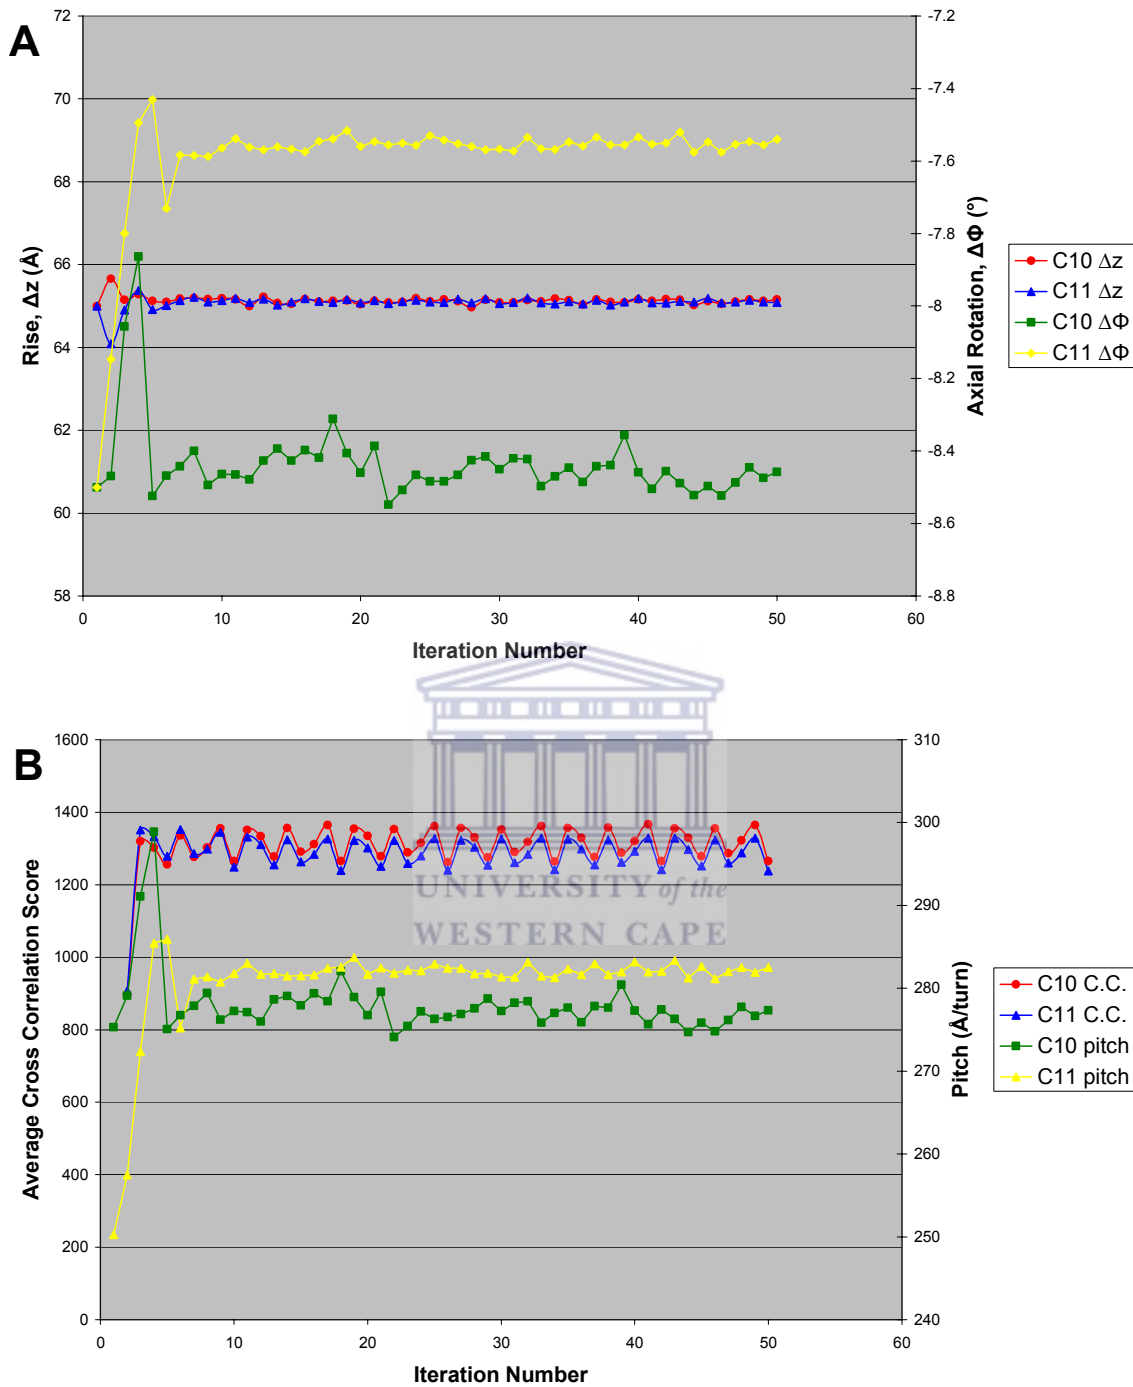 A
72
70
68
66
64
62
60
58
Rise, Δz (Å)
-7.2
-7.4
-7.6
-7.8
-8
-8.2
-8.4
-8.6
-8.8
Axial Rotation, ΔΦ (°)
0
10
20
30
40
50
60
Iteration Number
C10 Δz
C11 Δz
C10 ΔΦ
C11 ΔΦ
B
1600
1400
1200
1000
800
600
400
200
0
Average Cross Correlation Score
310
300
290
280
270
260
250
240
Pitch (Å/turn)
0
10
20
30
40
50
60
Iteration Number
C10 C.C.
C11 C.C.
C10 pitch
C11 pitch
UNIVERSITY of the
WESTERN CAPE